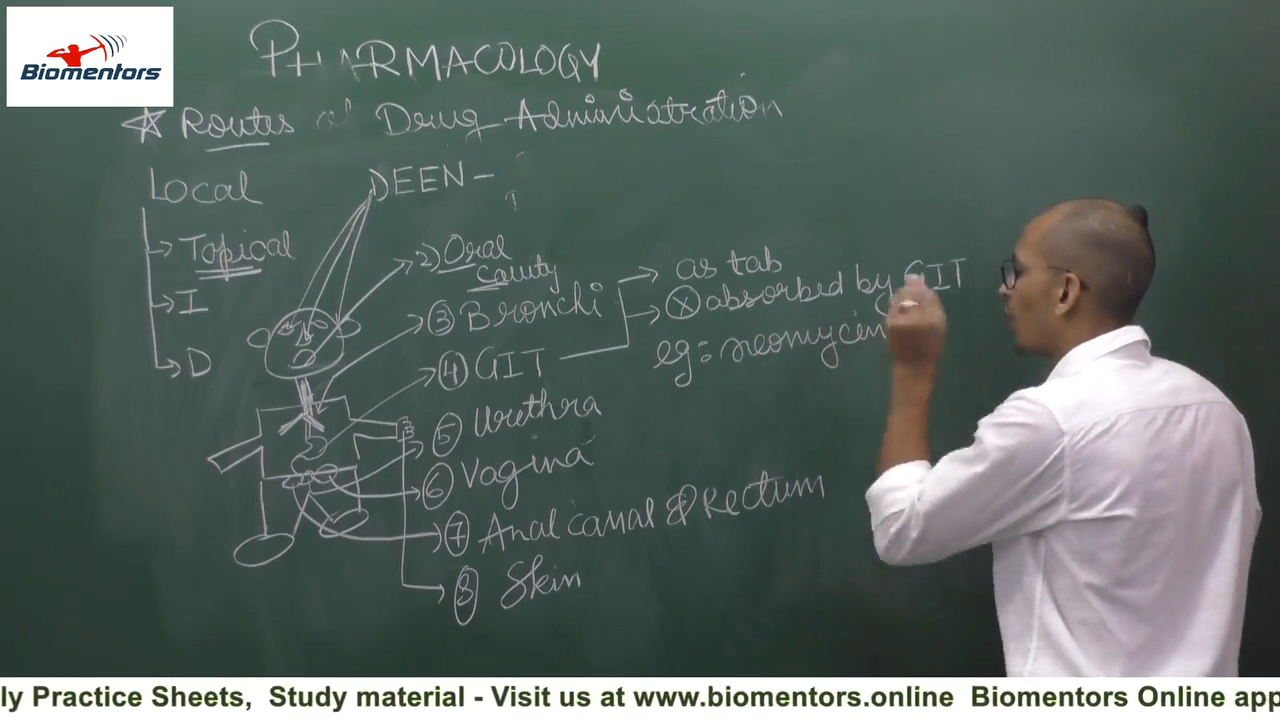 Biomentors
PHARMACOLOGY
☆ Routes of Drug Administration
Local
DEEN -
→ Topical
→ I
→ D
2) Oral
cavity
③ Bronchi
④ GIT
→ as tab
→ ⓧ absorbed by GIT
eg:- neomycin
⑤ Urethra
⑥ Vagina
⑦ Anal canal & Rectum
⑧ Skin
ly Practice Sheets, Study material - Visit us at www.biomentors.online Biomentors Online app